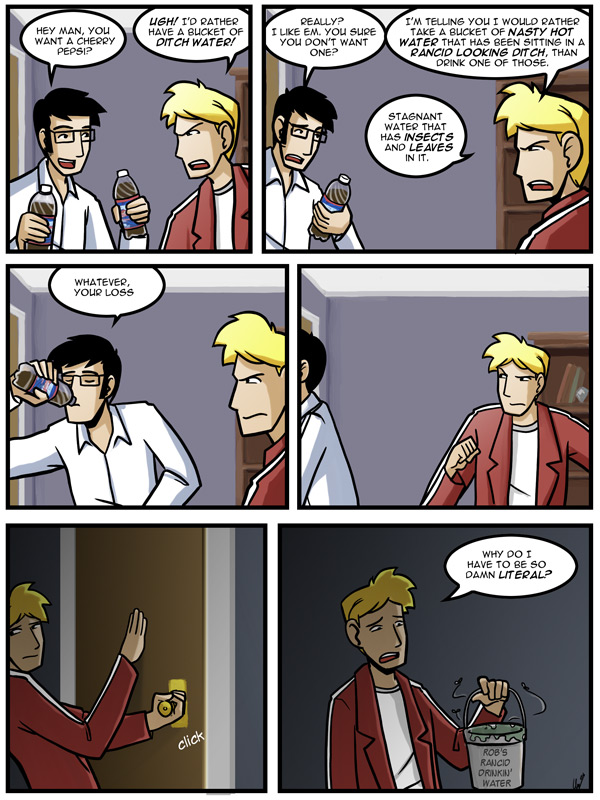 HEY MAN, YOU
WANT A CHERRY
PEPSI?
UGH! I'D RATHER
HAVE A BUCKET OF
DITCH WATER!
REALLY?
I LIKE EM. YOU SURE
YOU DON'T WANT
ONE?
I'M TELLING YOU I WOULD RATHER
TAKE A BUCKET OF NASTY HOT
WATER THAT HAS BEEN SITTING IN A
RANCID LOOKING DITCH, THAN
DRINK ONE OF THOSE.
STAGNANT
WATER THAT
HAS INSECTS
AND LEAVES
IN IT.
WHATEVER,
YOUR LOSS
click
WHY DO I
HAVE TO BE SO
DAMN LITERAL?
ROB'S
RANCID
DRINKIN'
WATER